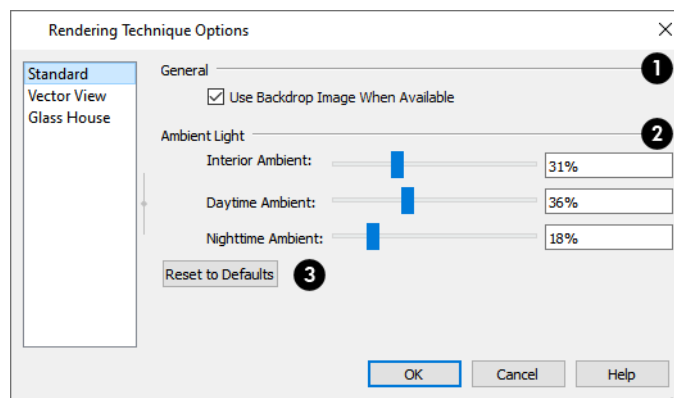 Rendering Technique Options
Standard
Vector View
Glass House
General
1
Use Backdrop Image When Available
Ambient Light
2
Interior Ambient: 31%
Daytime Ambient: 36%
Nighttime Ambient: 18%
Reset to Defaults 3
OK Cancel Help